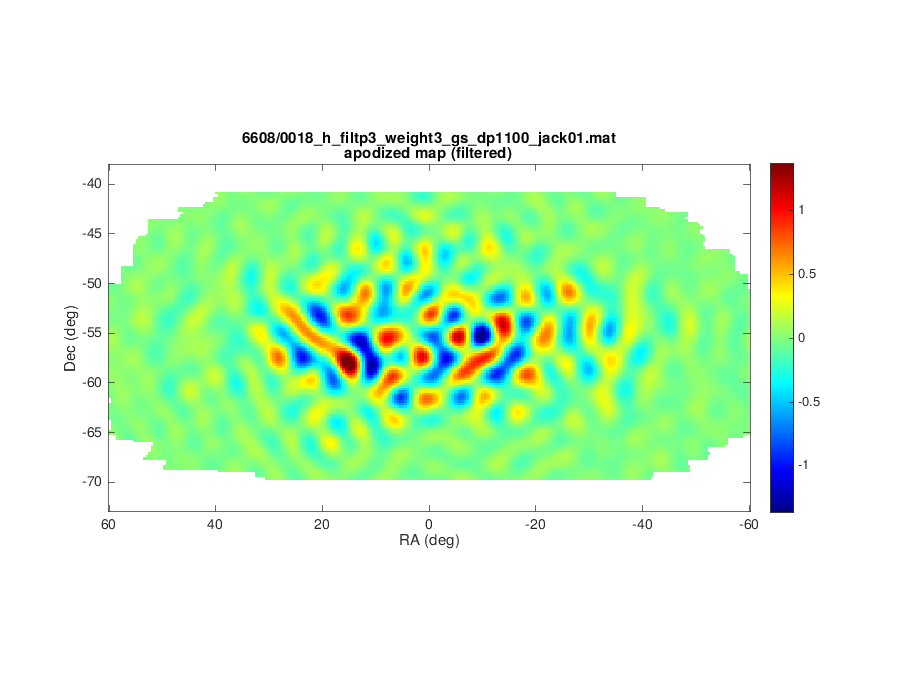 6608/0018_h_filtp3_weight3_gs_dp1100_jack01.mat
apodized map (filtered)
-40
-45
-50
-55
-60
-65
-70
Dec (deg)
60 40 20 0 -20 -40 -60
RA (deg)
1
0.5
0
-0.5
-1